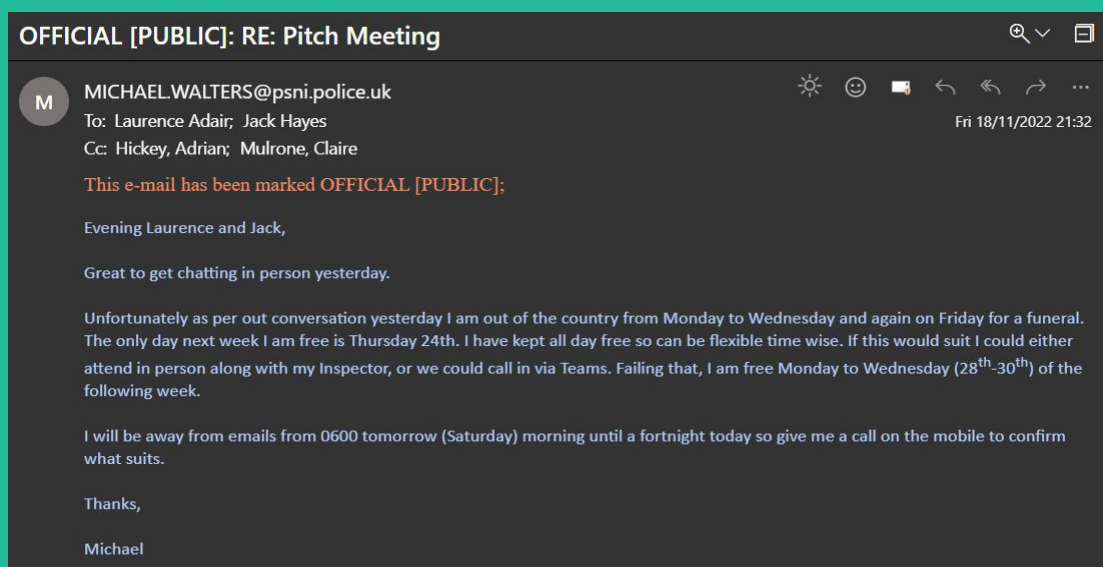 OFFICIAL [PUBLIC]: RE: Pitch Meeting
M
MICHAEL.WALTERS@psni.police.uk
To: Laurence Adair; Jack Hayes
Fri 18/11/2022 21:32
Cc: Hickey, Adrian; Mulrone, Claire
This e-mail has been marked OFFICIAL [PUBLIC];
Evening Laurence and Jack,
Great to get chatting in person yesterday.
Unfortunately as per out conversation yesterday I am out of the country from Monday to Wednesday and again on Friday for a funeral.
The only day next week I am free is Thursday 24th. I have kept all day free so can be flexible time wise. If this would suit I could either
attend in person along with my Inspector, or we could call in via Teams. Failing that, I am free Monday to Wednesday (28th-30th) of the
following week.
I will be away from emails from 0600 tomorrow (Saturday) morning until a fortnight today so give me a call on the mobile to confirm
what suits.
Thanks,
Michael